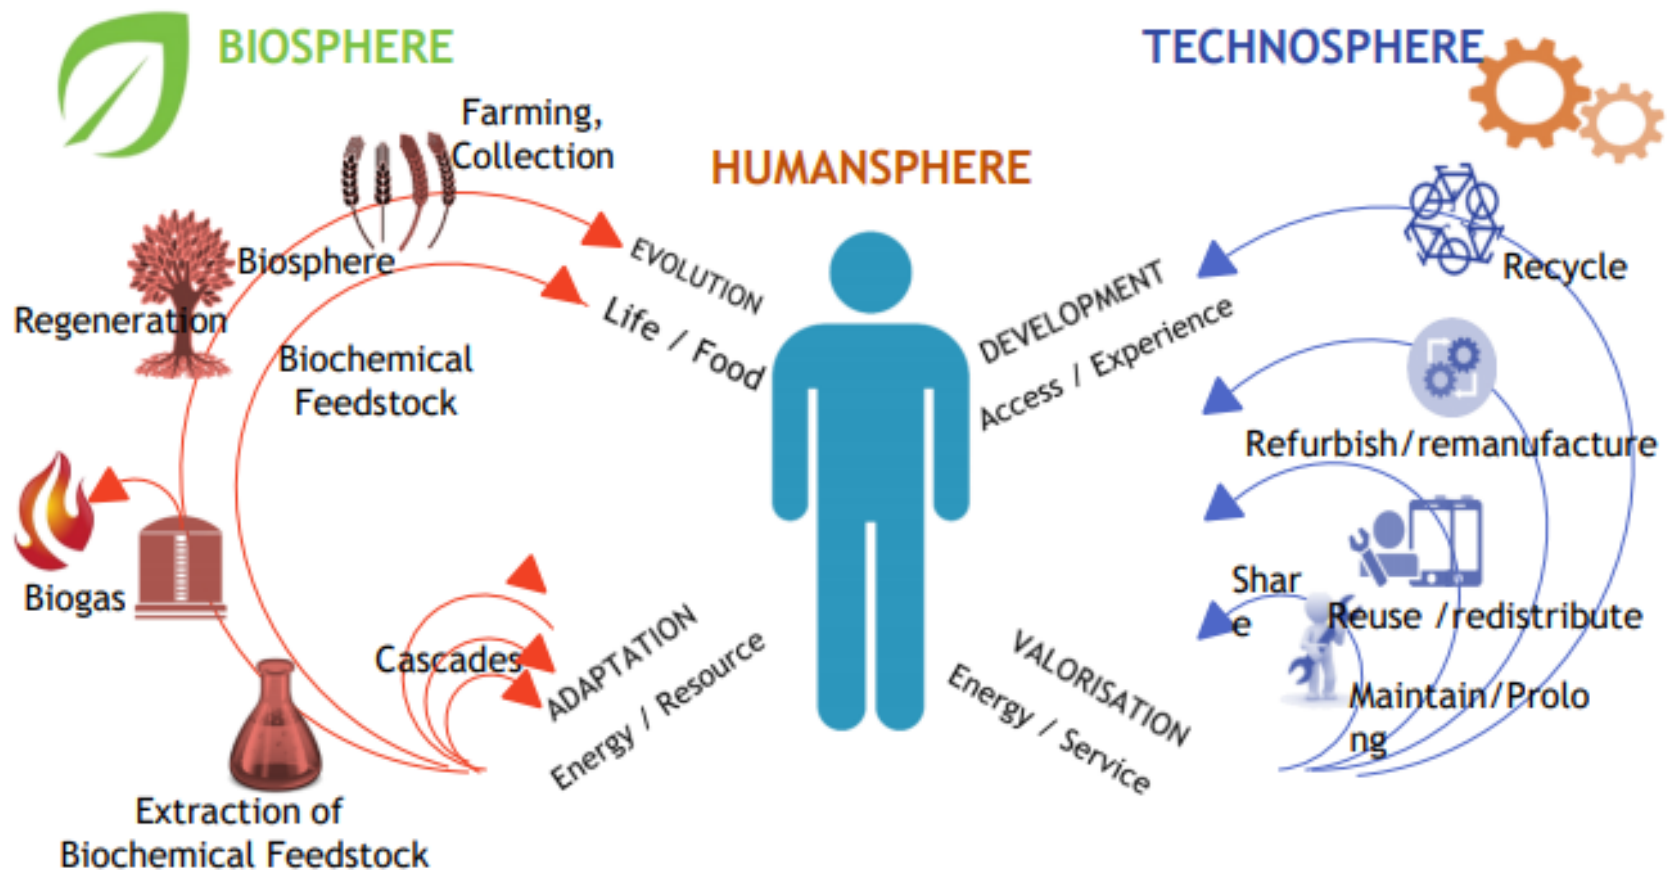 BIOSPHERE
TECHNOSPHERE
HUMANSPHERE
Farming,
Collection
Biosphere
Regeneration
Biochemical
Feedstock
Biogas
Cascades
Extraction of
Biochemical Feedstock
EVOLUTION
Life / Food
ADAPTATION
Energy / Resource
DEVELOPMENT
Access / Experience
VALORISATION
Energy / Service
Recycle
Refurbish/remanufacture
Shar
e
Reuse /redistribute
Maintain/Prolo
ng